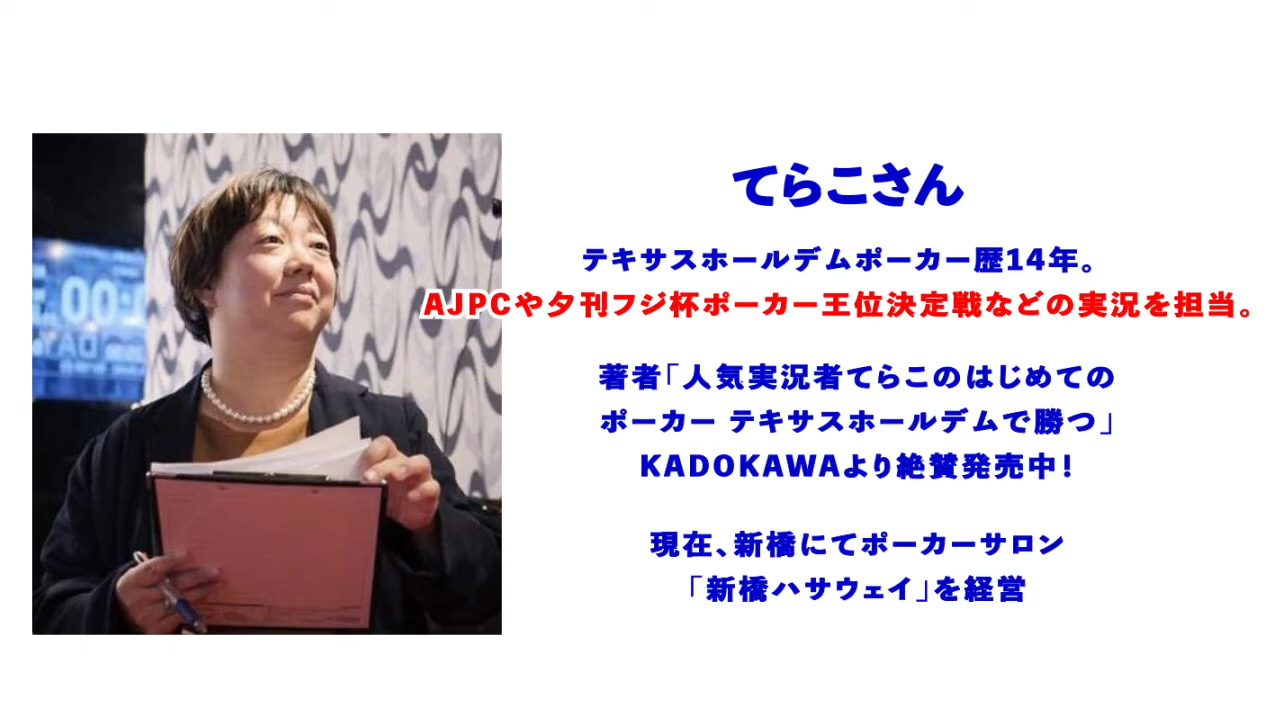 てらこさん
テキサスホールデムポーカー歴14年。
AJPCや夕刊フジ杯ポーカー王位決定戦などの実況を担当。
著者「人気実況者てらこのはじめての
ポーカー テキサスホールデムで勝つ」
KADOKAWAより絶賛発売中!
現在、新橋にてポーカーサロン
「新橋ハサウェイ」を経営